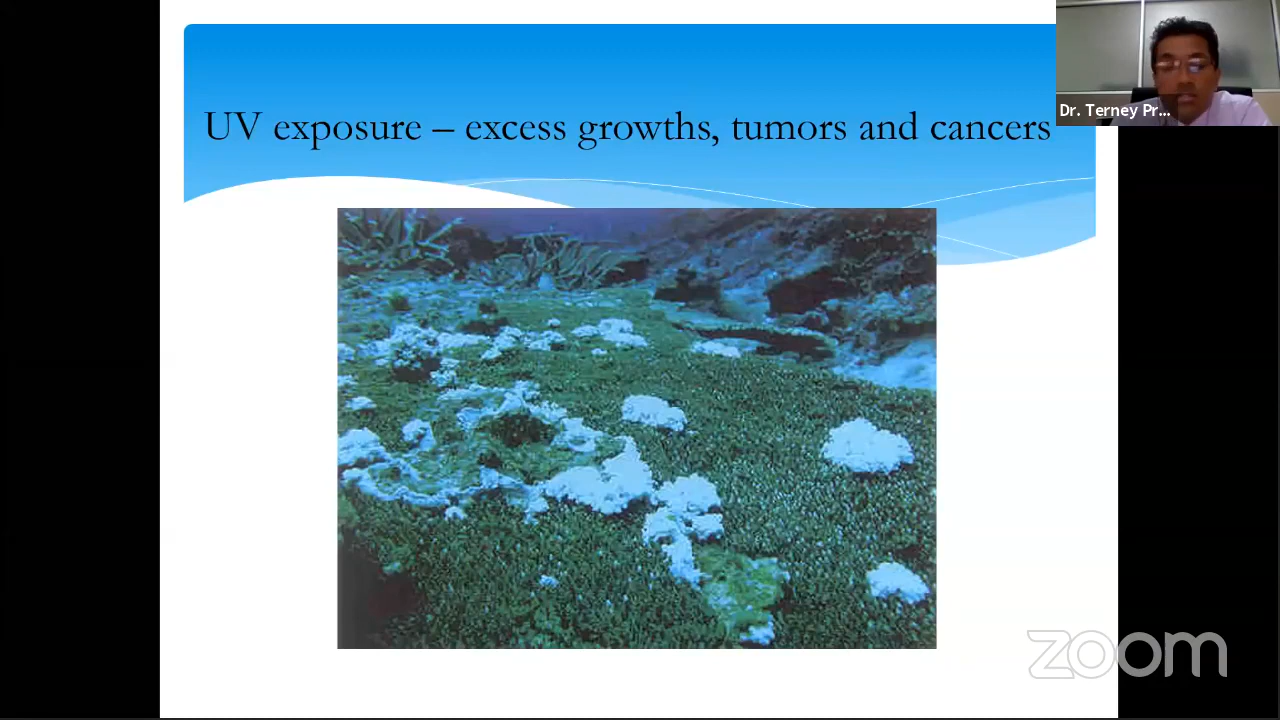 UV exposure – excess growths, tumors and cancers
Dr. Terney Pr...
zoom